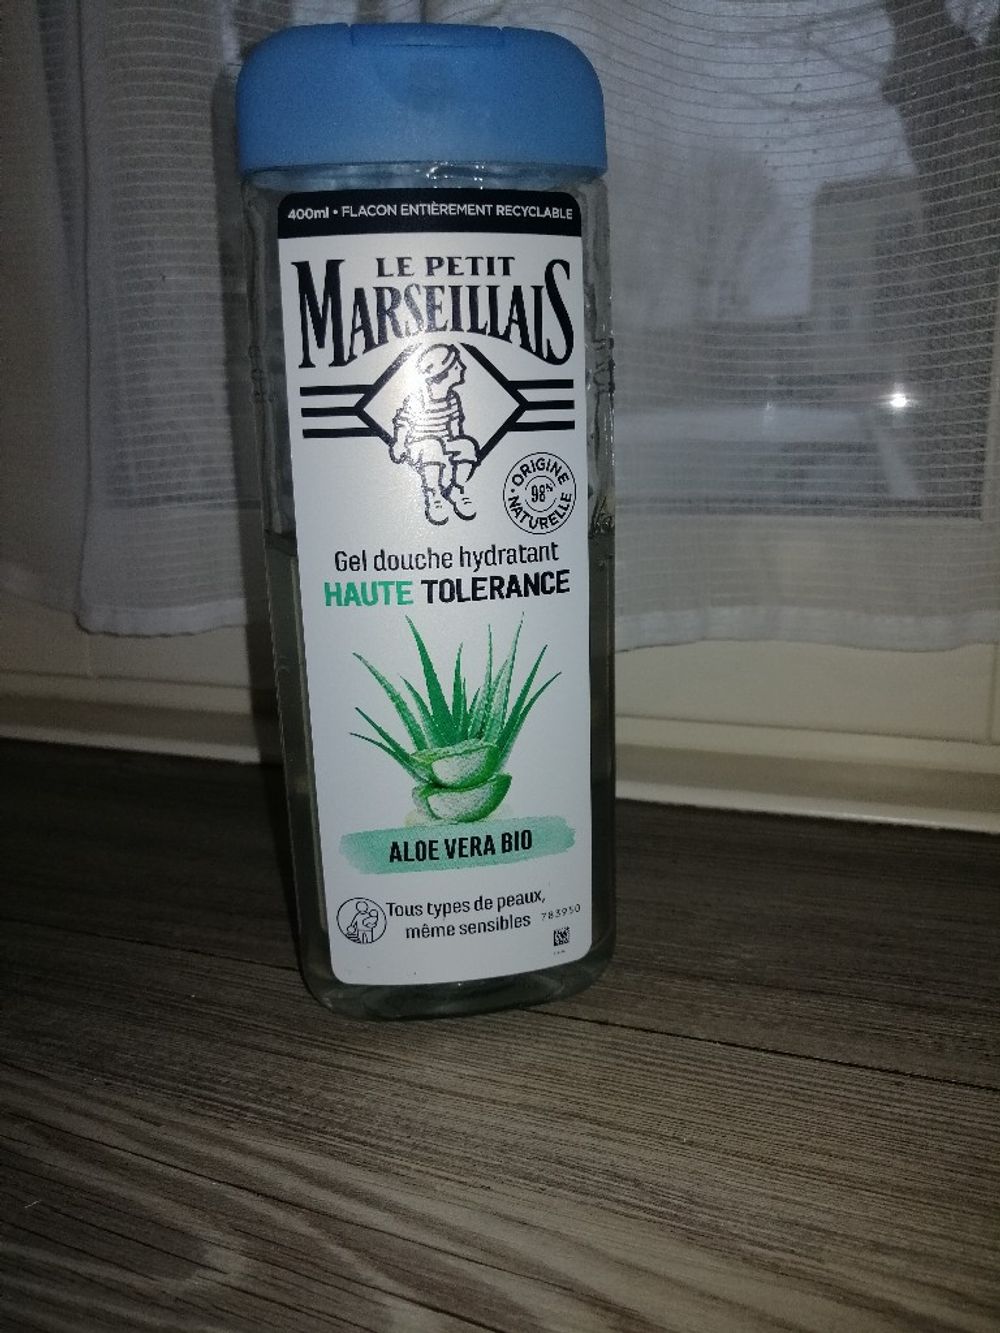 400ml • FLACON ENTIÈREMENT RECYCLABLE
LE PETIT
MARSEILLAIS
ORIGINE
98%
NATURELLE
Gel douche hydratant
HAUTE TOLERANCE
ALOE VERA BIO
Tous types de peaux,
même sensibles
783950